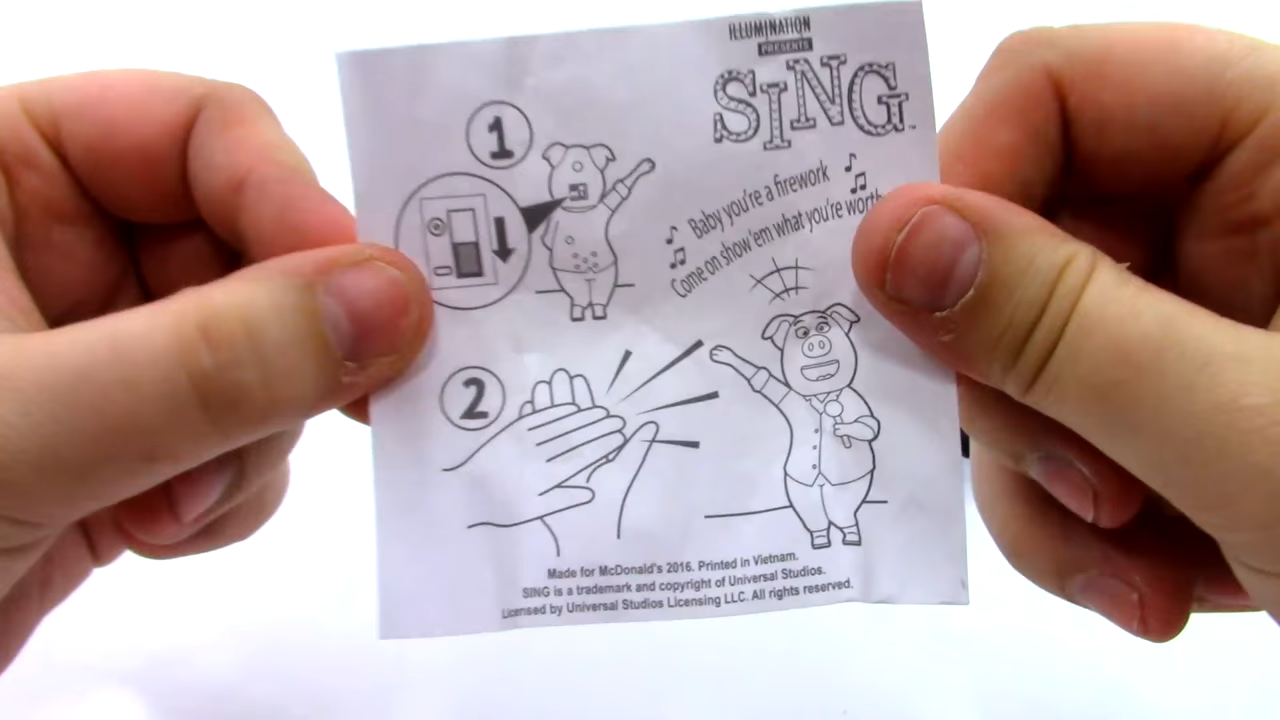 ILLUMINATION
PRESENTS
SING™
1
Baby you're a firework
Come on show 'em what you're worth
2
Made for McDonald's 2016. Printed in Vietnam.
SING is a trademark and copyright of Universal Studios.
Licensed by Universal Studios Licensing LLC. All rights reserved.